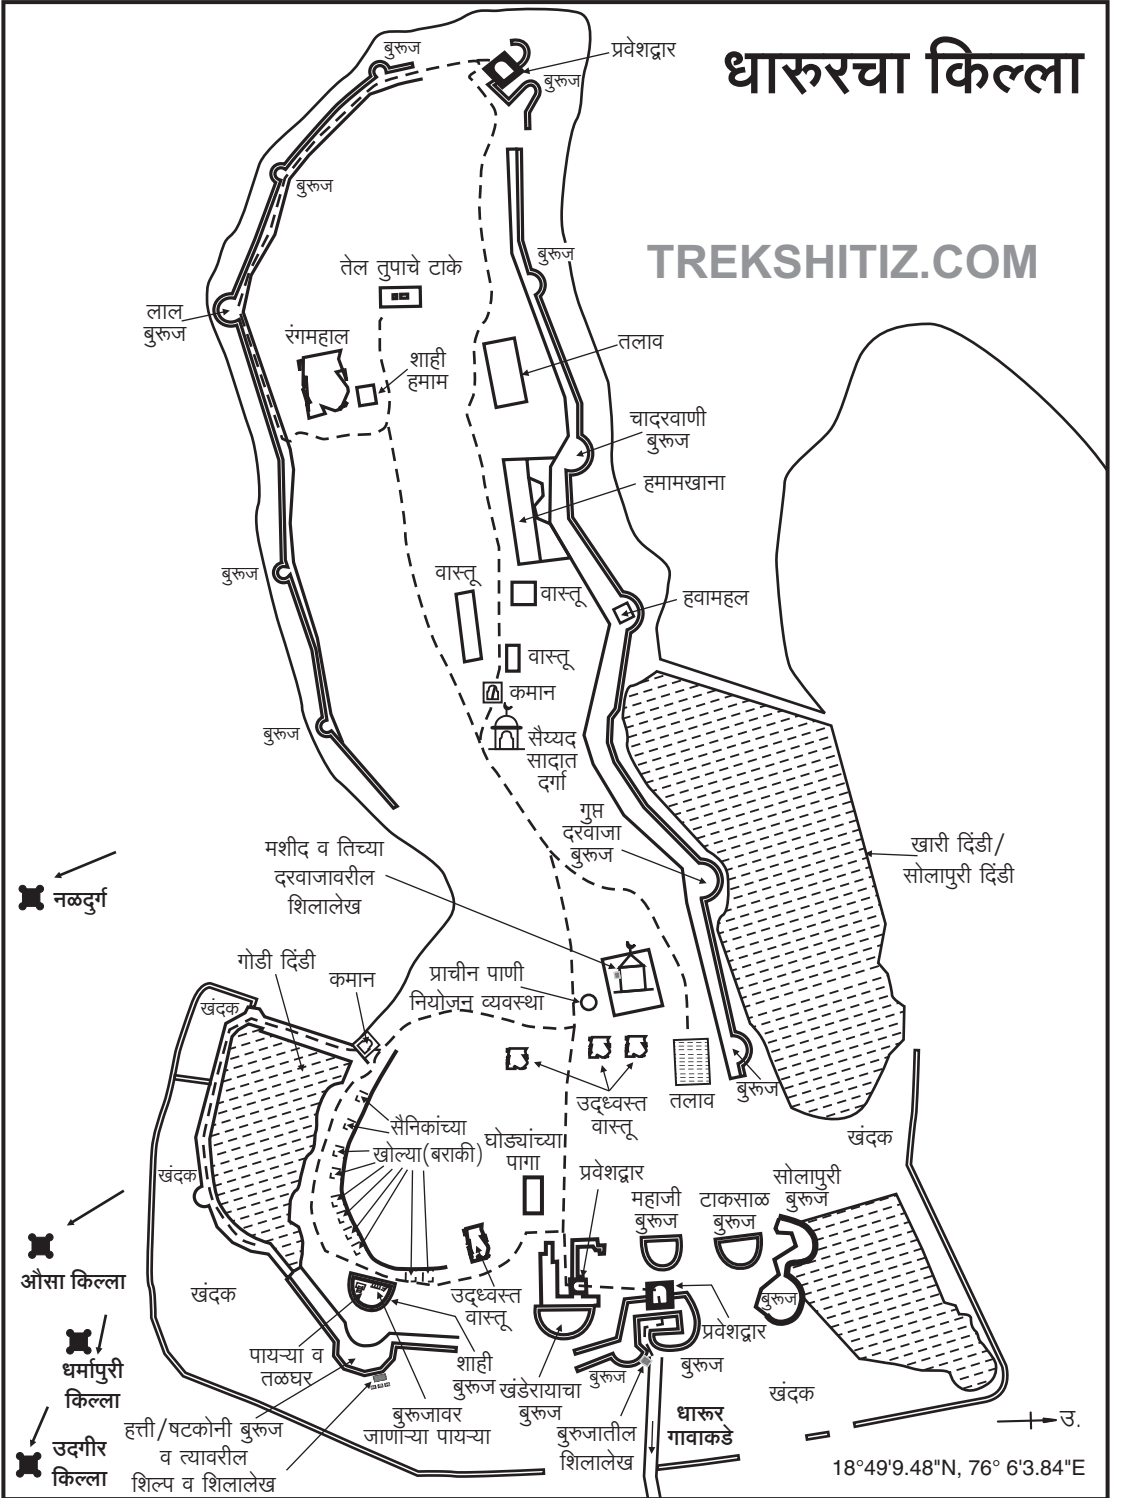 धारुरचा किल्ला
TREKSHITIZ.COM
बुरूज
प्रवेशद्वार
बुरूज
बुरूज
बुरूज
तेल तुपाचे टाके
लाल
बुरूज
रंगमहाल
शाही
हमाम
तलाव
चादरवाणी
बुरूज
हमामखाना
बुरूज
वास्तू
वास्तू
हवामहल
वास्तू
कमान
बुरूज
सैय्यद
सादात
दर्गा
गुप्त
दरवाजा
बुरूज
खारी दिंडी/
सोलापुरी दिंडी
मशीद व तिच्या
दरवाजावरील
शिलालेख
नळदुर्ग
गोडी दिंडी
कमान
प्राचीन पाणी
नियोजन व्यवस्था
खंदक
उद्ध्वस्त
वास्तू
तलाव
बुरूज
खंदक
सैनिकांच्या
खोल्या(बराकी)
घोड्यांच्या
पागा
प्रवेशद्वार
महाजी
बुरूज
टाकसाळ
बुरूज
सोलापुरी
बुरूज
खंदक
औसा किल्ला
खंदक
उद्ध्वस्त
वास्तू
बुरूज
प्रवेशद्वार
धर्मापुरी
किल्ला
पायऱ्या व
तळघर
शाही
बुरूज
खंडेरायाचा
बुरूज
बुरूज
बुरूज
खंदक
हत्ती/षटकोनी बुरूज
व त्यावरील
शिल्प व शिलालेख
बुरूजावर
जाणाऱ्या पायऱ्या
बुरुजातील
शिलालेख
धारूर
गावाकडे
उ.
उदगीर
किल्ला
18°49'9.48"N, 76° 6'3.84"E